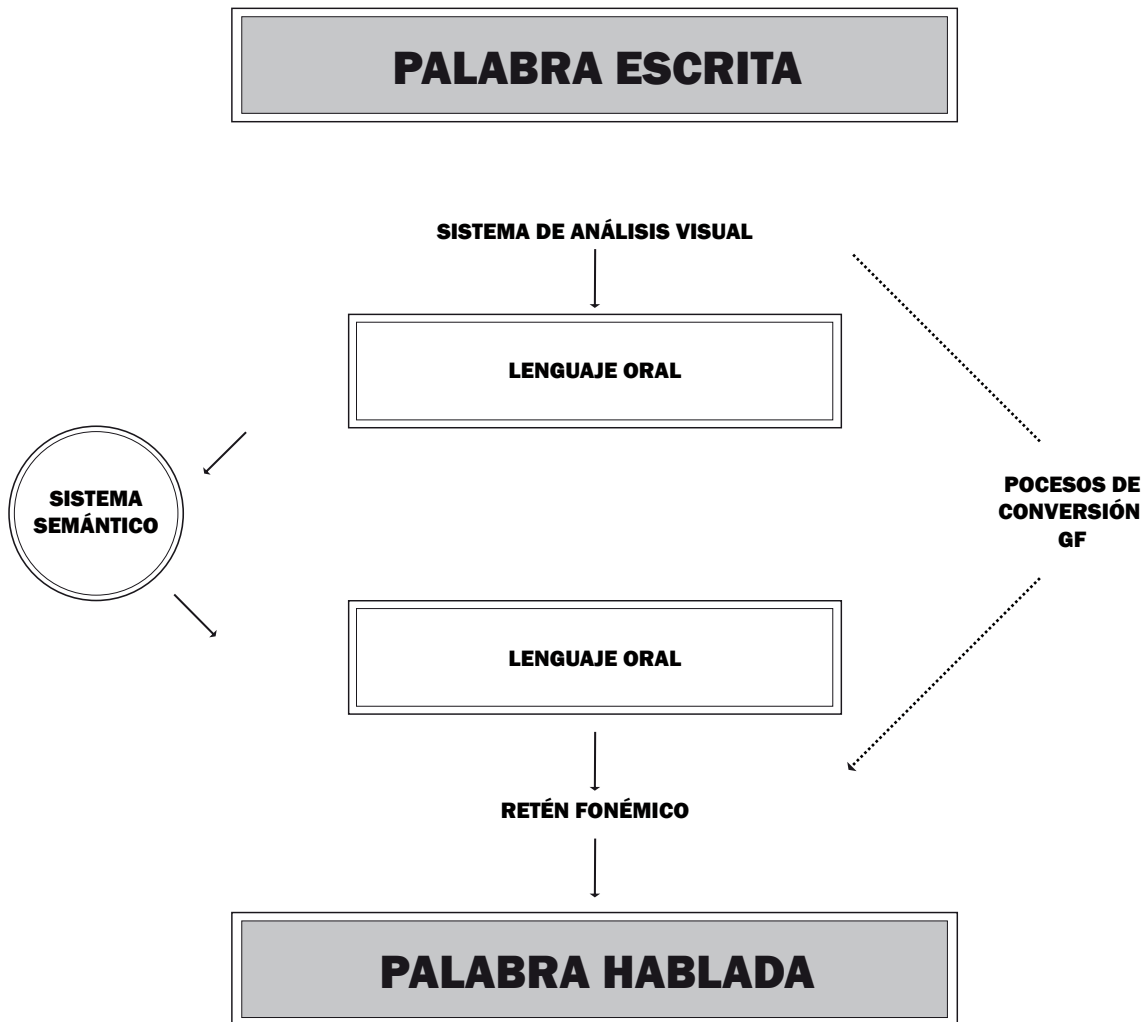 PALABRA ESCRITA
SISTEMA DE ANÁLISIS VISUAL
LENGUAJE ORAL
SISTEMA
SEMÁNTICO
POCESOS DE
CONVERSIÓN
GF
LENGUAJE ORAL
RETÉN FONÉMICO
PALABRA HABLADA